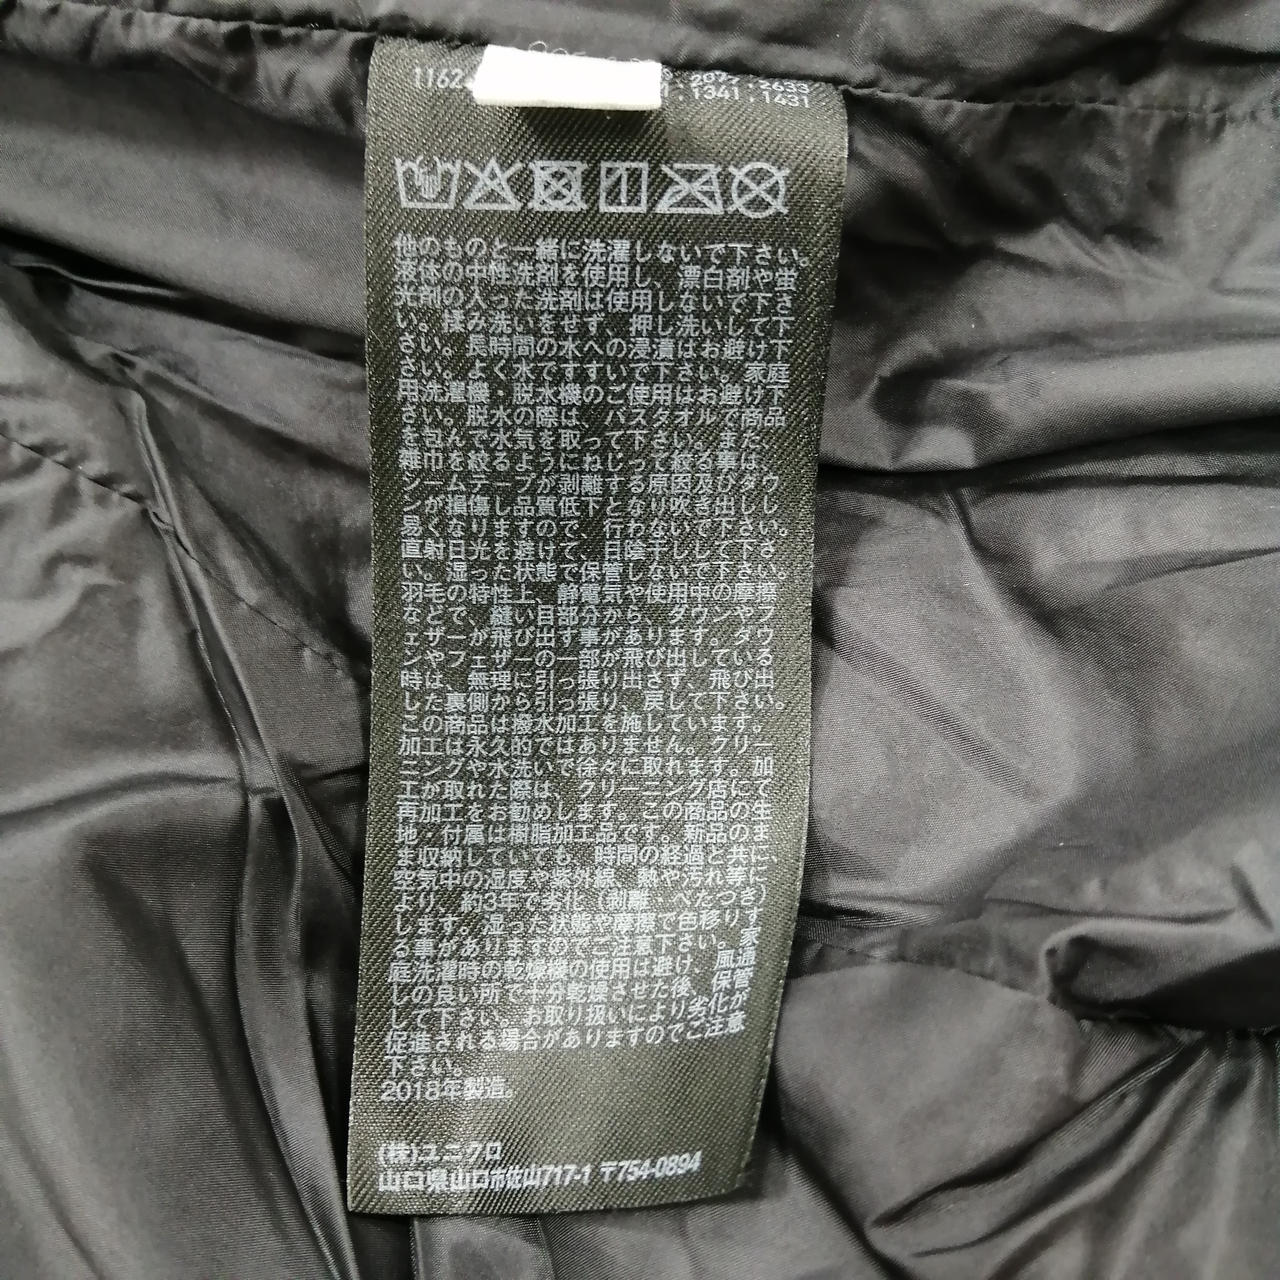 1162
2633
1341:1431
他のものと一緒に洗濯しないで下さい。
液体の中性洗剤を使用し、漂白剤や蛍
光剤の入った洗剤は使用しないで下さ
い。揉み洗いをせず、押し洗いして下
さい。長時間の水への浸漬はお避け下
さい。よく水ですすいで下さい。家庭
用洗濯機・脱水機のご使用はお避け下
さい。脱水の際は、バスタオルで商品
を包んで水気を取って下さい。また、
雑巾を絞るようにねじって絞る事は、
シームテープが剥離する原因及びダウ
ンが損傷し品質低下となり吹き出しし
易くなりますので、行わないで下さい。
直射日光を避けて、日陰干しして下さ
い。湿った状態で保管しないで下さい。
羽毛の特性上、静電気や使用中の摩擦
などで、縫い目部分から、ダウンやフ
ェザーが飛び出す事があります。ダウ
ンやフェザーの一部が飛び出している
時は、無理に引っ張り出さず、飛び出
した裏側から引っ張り、戻して下さい。
この商品は撥水加工を施しています。
加工は永久的ではありません。クリー
ニングや水洗いで徐々に取れます。加
工が取れた際は、クリーニング店にて
再加工をお勧めします。この商品の生
地・付属は樹脂加工品です。新品のま
ま収納していても、時間の経過と共に、
空気中の湿度や紫外線、熱や汚れ等に
より、約3年で劣化（剥離・べたつき）
します。湿った状態や摩擦で色移りす
る事がありますのでご注意下さい。家
庭洗濯時の乾燥機の使用は避け、風通
しの良い所で十分乾燥させた後、保管
して下さい。お取り扱いにより劣化が
促進される場合がありますのでご注意
下さい。
2018年製造。
(株)ユニクロ
山口県山口市佐山717-1 〒754-0894